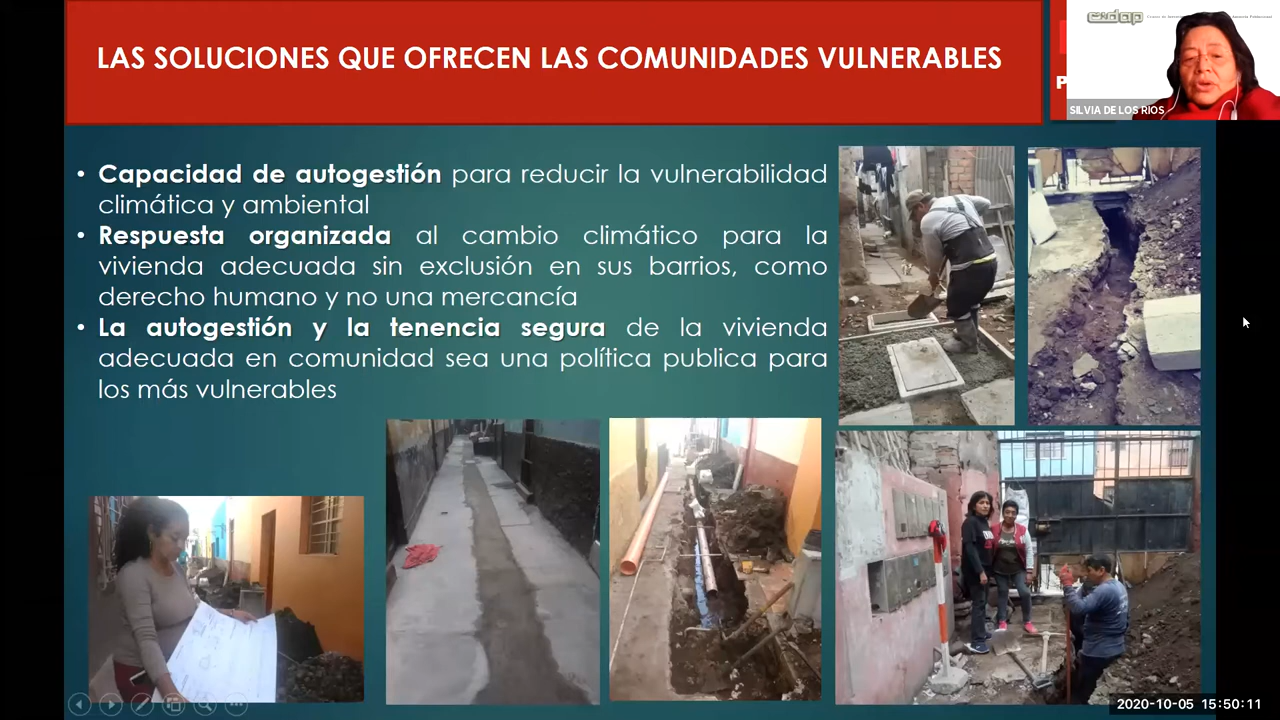 LAS SOLUCIONES QUE OFRECEN LAS COMUNIDADES VULNERABLES
cidap
P
SILVIA DE LOS RIOS
• Capacidad de autogestión para reducir la vulnerabilidad
climática y ambiental
• Respuesta organizada al cambio climático para la
vivienda adecuada sin exclusión en sus barrios, como
derecho humano y no una mercancía
• La autogestión y la tenencia segura de la vivienda
adecuada en comunidad sea una política publica para
los más vulnerables
2020-10-05 15:50:11